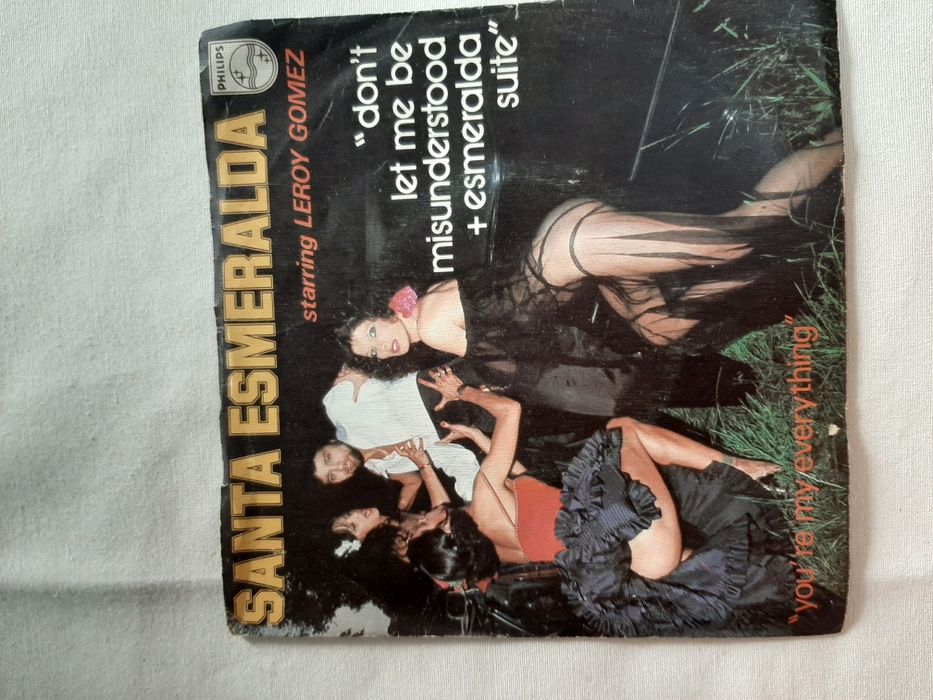 PHILIPS
SANTA ESMERALDA
starring LEROY GOMEZ
"don't
let me be
misunderstood
+ esmeralda
suite"
"you're my everything"